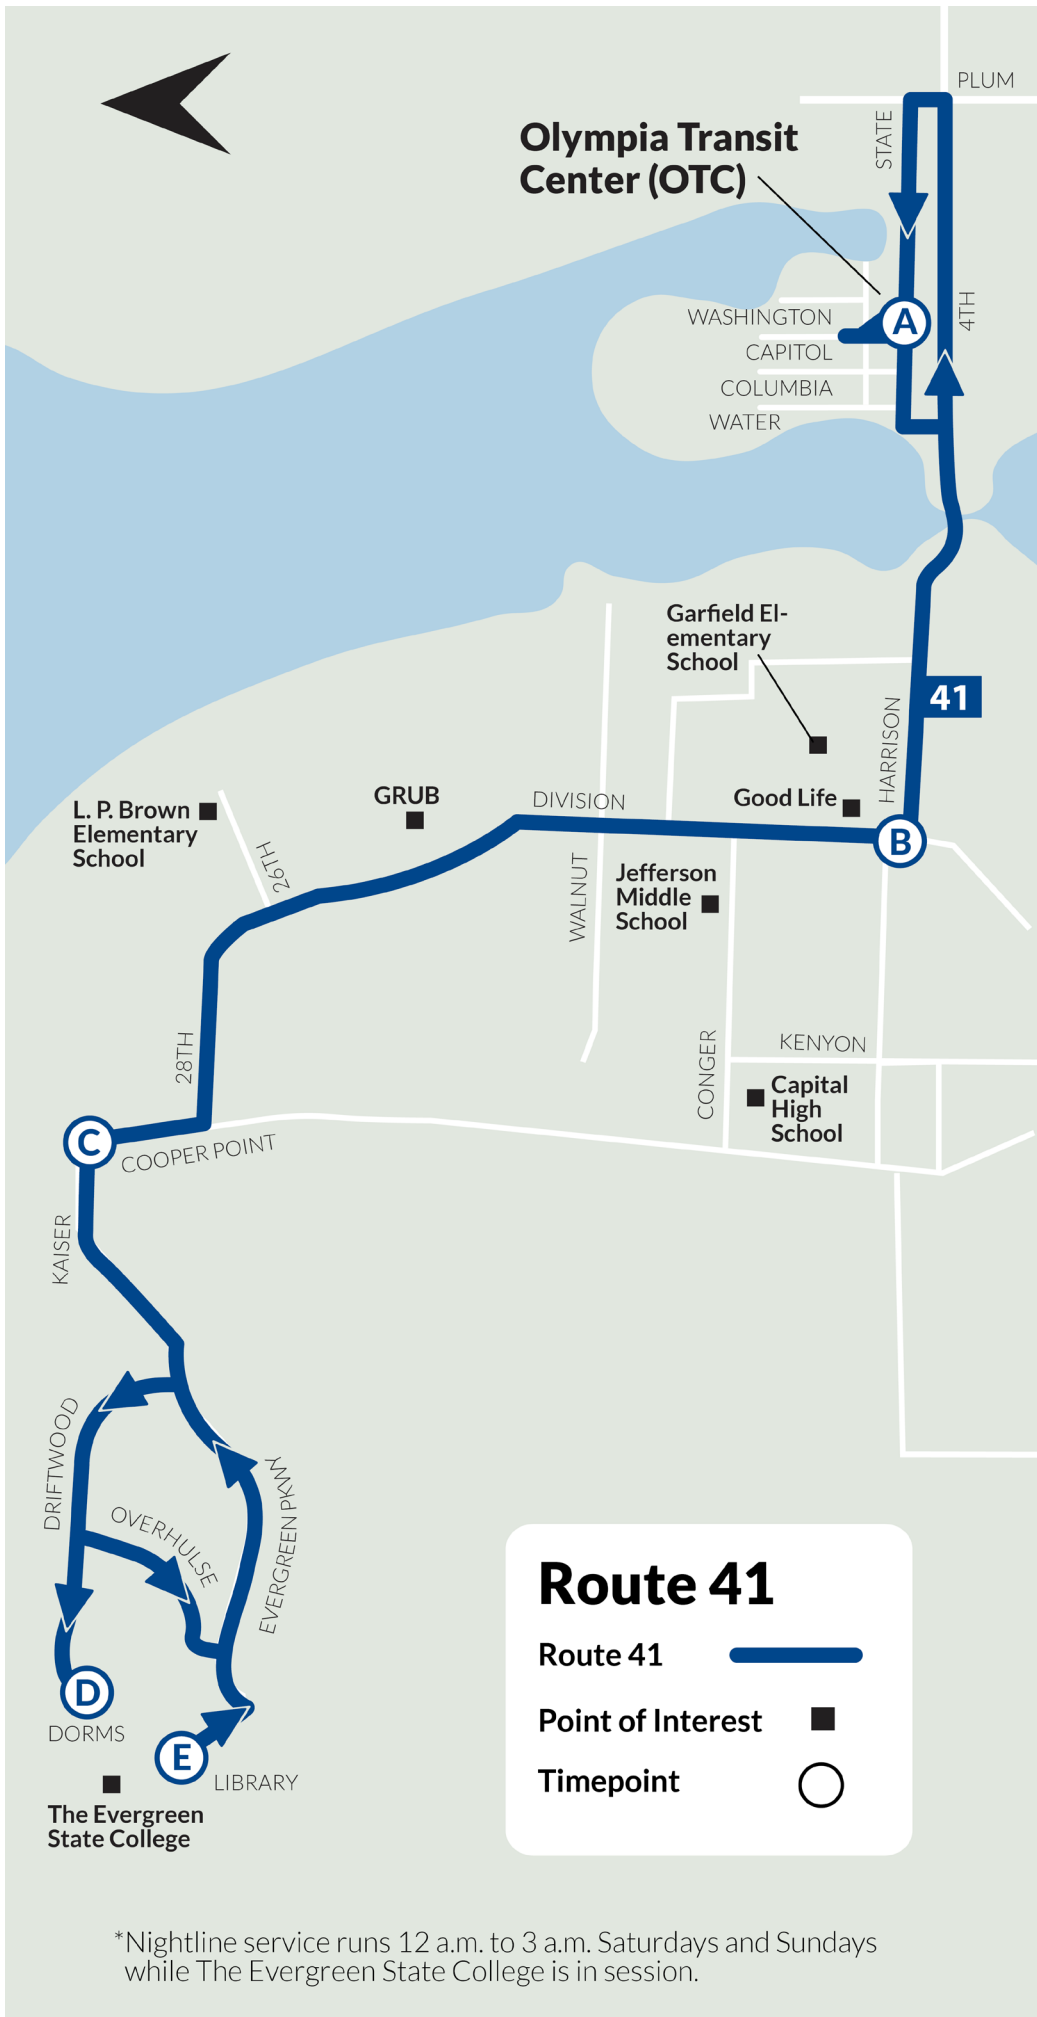 PLUM
STATE
Olympia Transit
Center (OTC)
4TH
WASHINGTON
A
CAPITOL
COLUMBIA
WATER
Garfield El-
ementary
School
41
HARRISON
L. P. Brown
Elementary
School
GRUB
DIVISION
Good Life
B
26TH
WALNUT
Jefferson
Middle
School
28TH
CONGER
KENYON
Capital
High
School
C
COOPER POINT
KAISER
DRIFTWOOD
OVERHULSE
EVERGREEN PKWY
D
DORMS
E
LIBRARY
The Evergreen
State College
Route 41
Route 41
Point of Interest
Timepoint
*Nightline service runs 12 a.m. to 3 a.m. Saturdays and Sundays
while The Evergreen State College is in session.